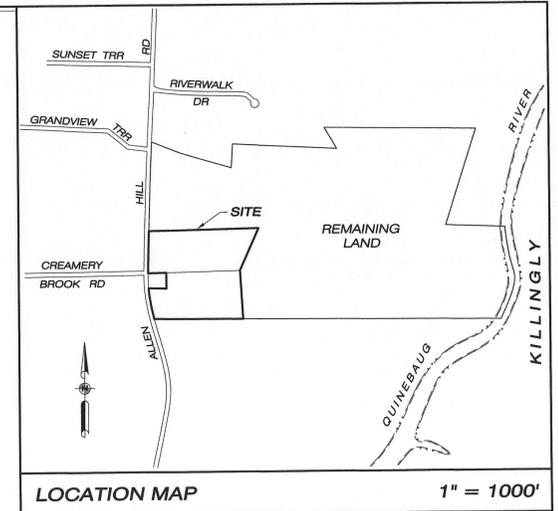 SUNSET TRR
RD
RIVERWALK
DR
GRANDVIEW
TRR
HILL
SITE
REMAINING
LAND
RIVER
KILLINGLY
CREAMERY
BROOK RD
ALLEN
N
QUINEBAUG
LOCATION MAP 1" = 1000'